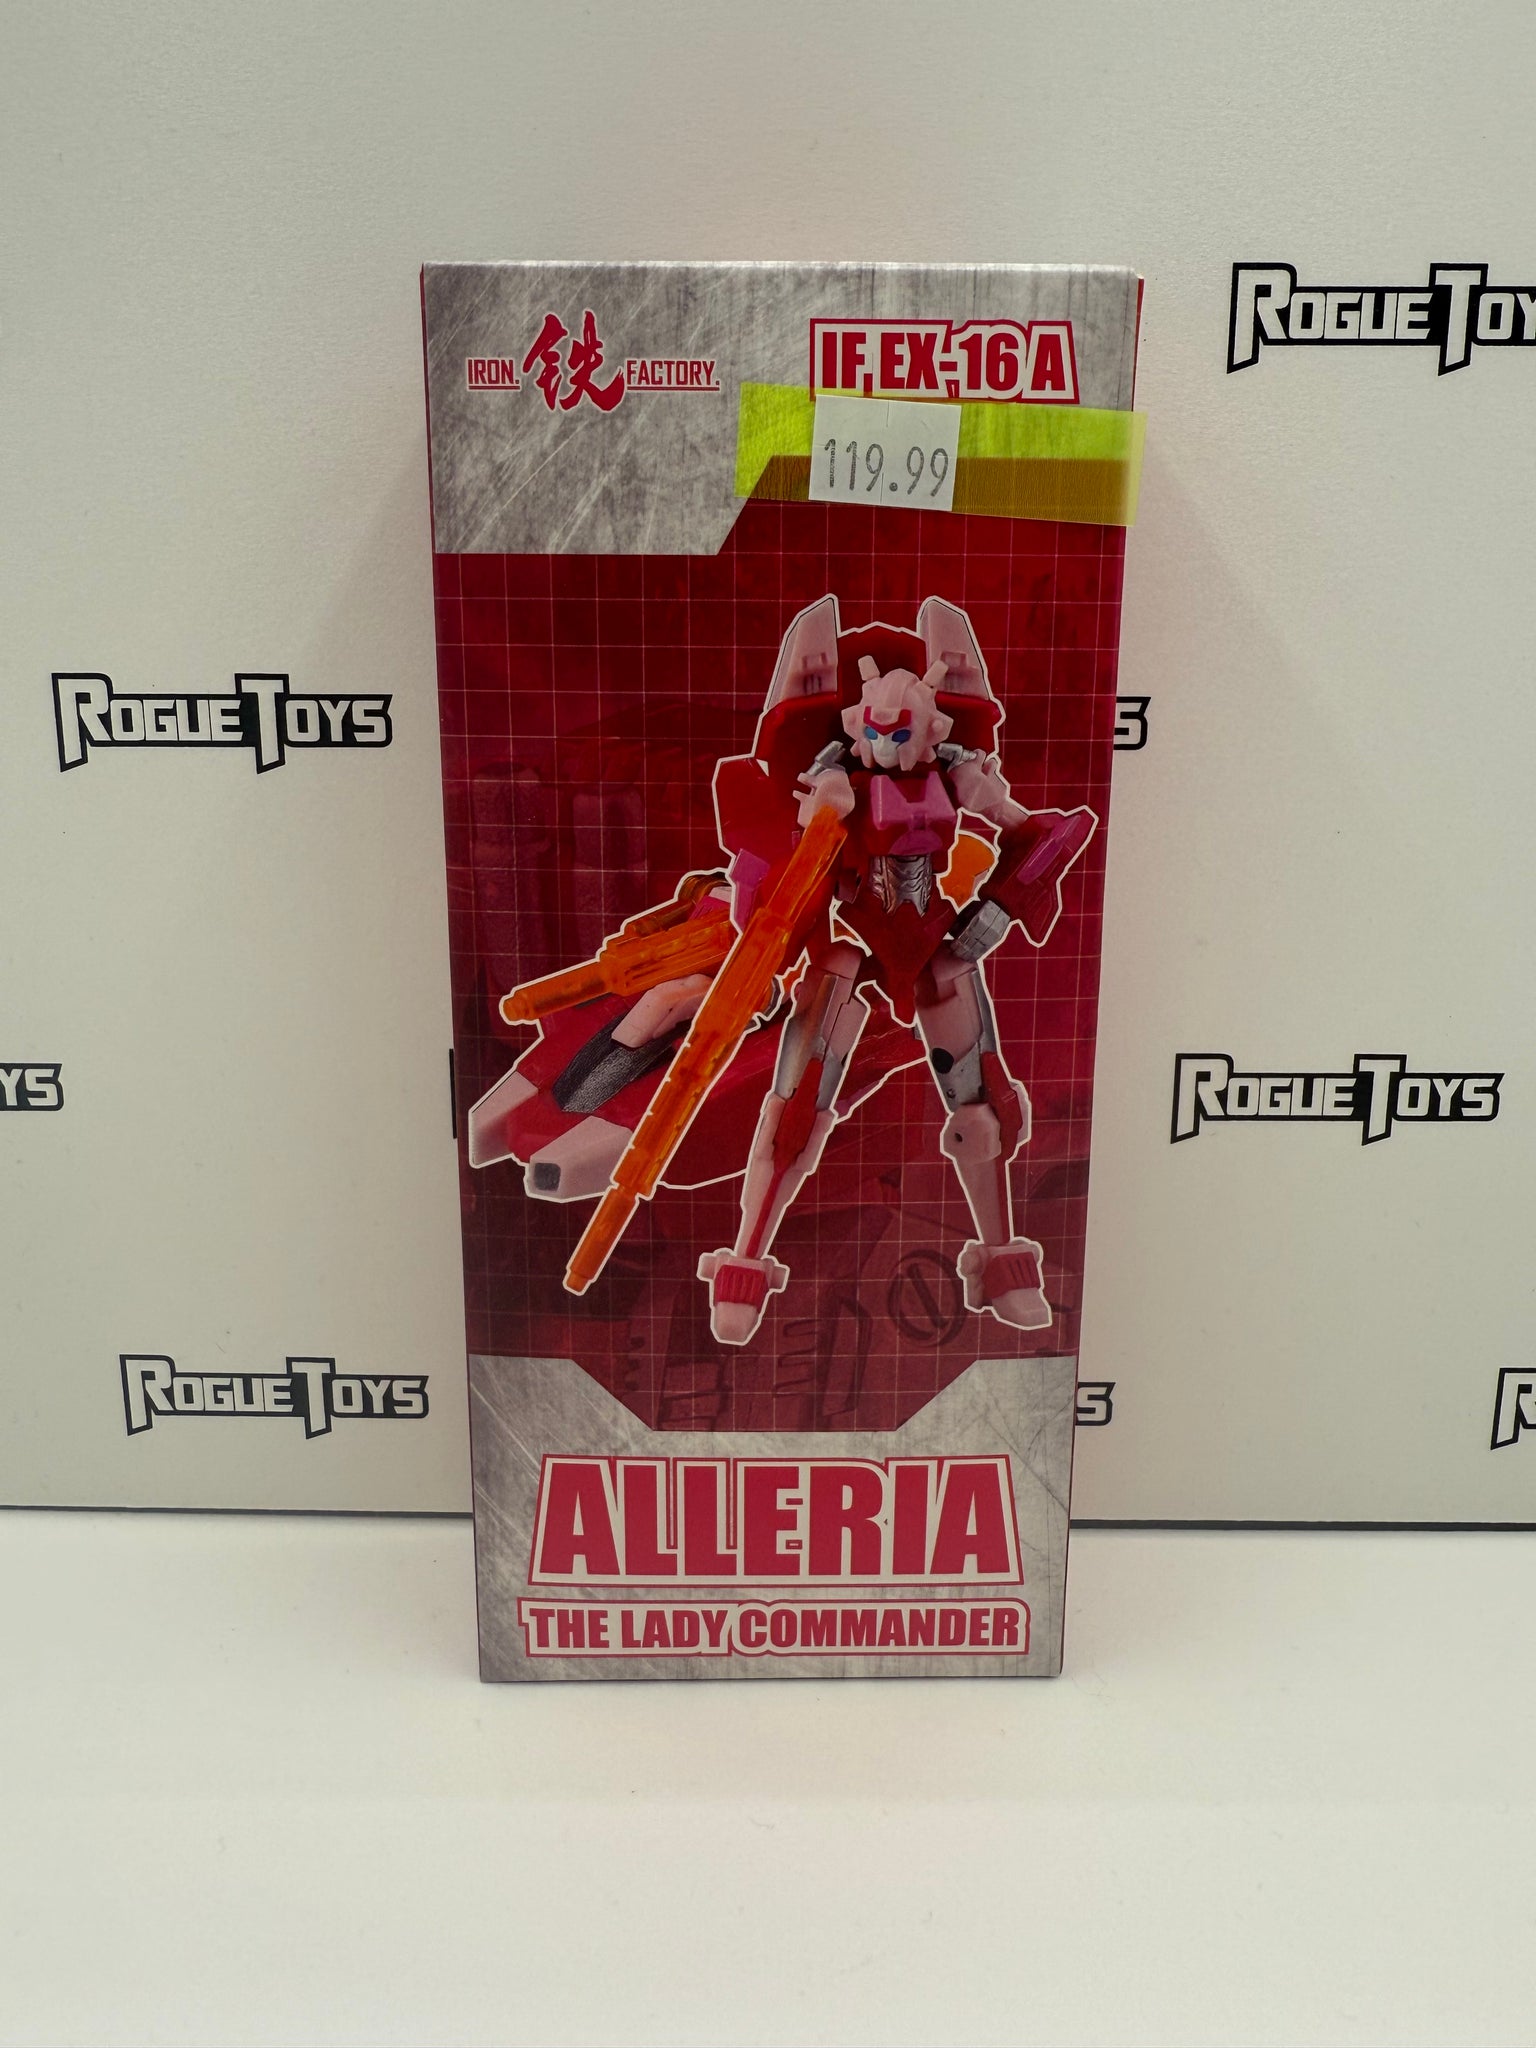 ROGUE TOYS
IRON. 铁 FACTORY.
IF EX-16 A
119.99
ROGUE TOYS
ROGUE TOYS
ROGUE TOYS
ALLERIA
THE LADY COMMANDER